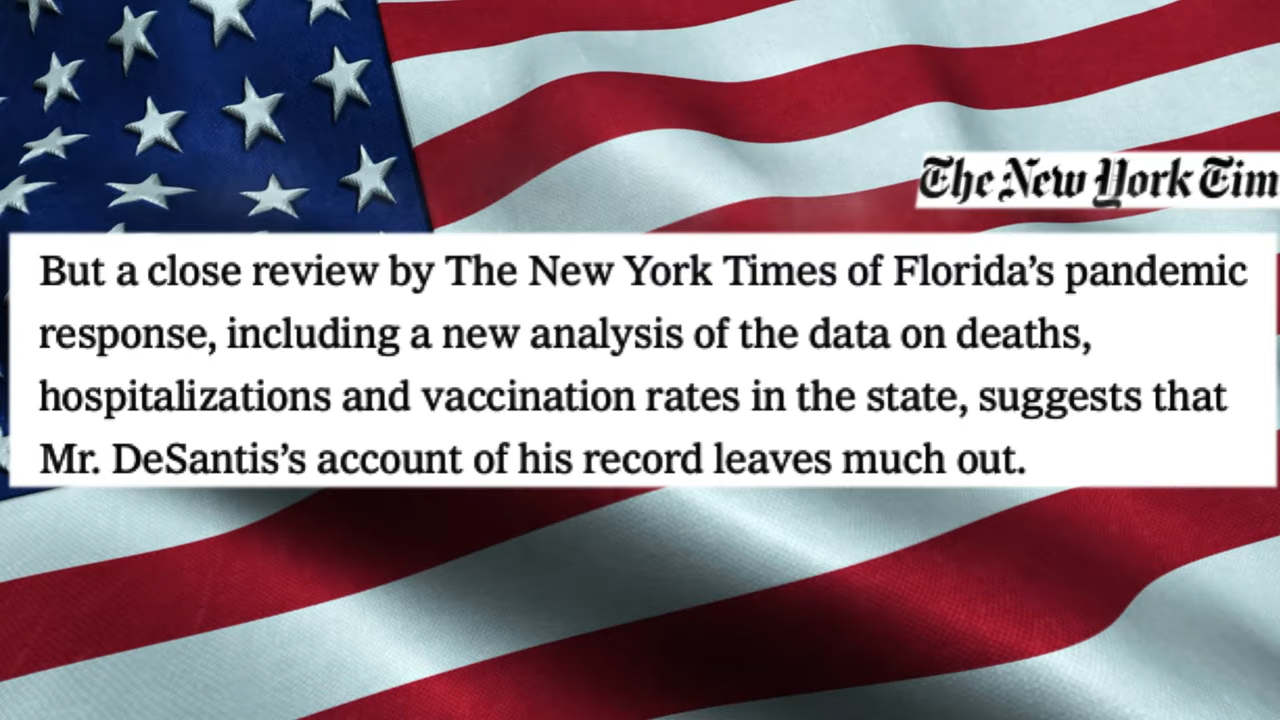 The New York Tim
But a close review by The New York Times of Florida’s pandemic
response, including a new analysis of the data on deaths,
hospitalizations and vaccination rates in the state, suggests that
Mr. DeSantis’s account of his record leaves much out.